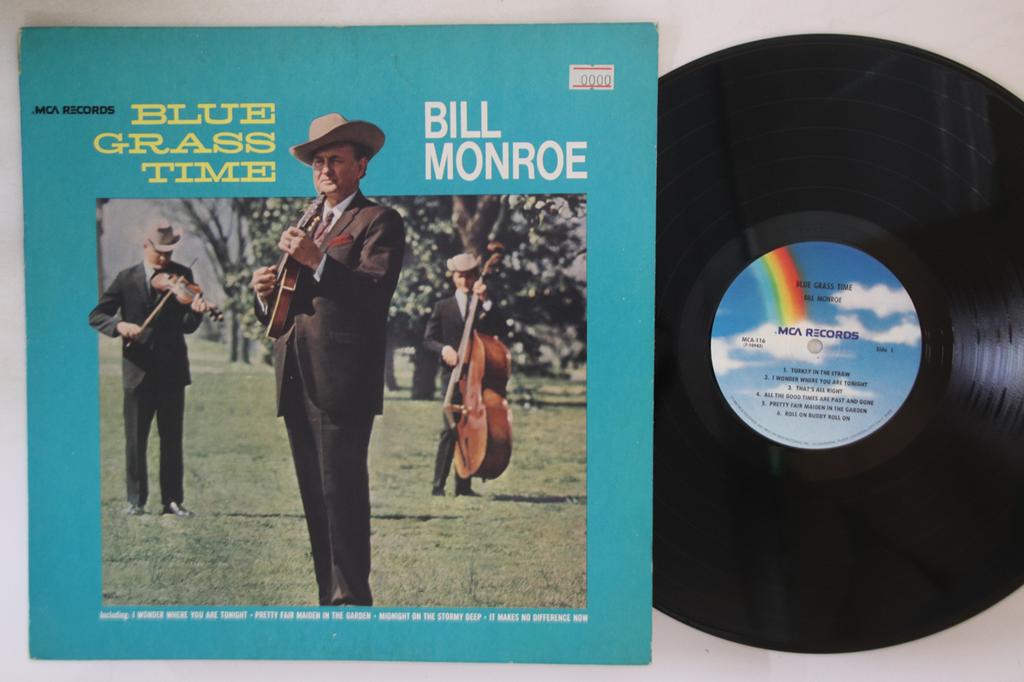 MCA RECORDS
BLUE
GRASS
TIME
BILL
MONROE
0000
Including: I WONDER WHERE YOU ARE TONIGHT • PRETTY FAIR MAIDEN IN THE GARDEN • MIDNIGHT ON THE STORMY DEEP • IT MAKES NO DIFFERENCE NOW
BLUE GRASS TIME
BILL MONROE
MCA RECORDS
MCA-116
Side 1
1. TURKEY IN THE STRAW
2. I WONDER WHERE YOU ARE TONIGHT
3. THAT'S ALL RIGHT
4. ALL THE GOOD TIMES ARE PAST AND GONE
5. PRETTY FAIR MAIDEN IN THE GARDEN
6. ROLL ON BUDDY ROLL ON